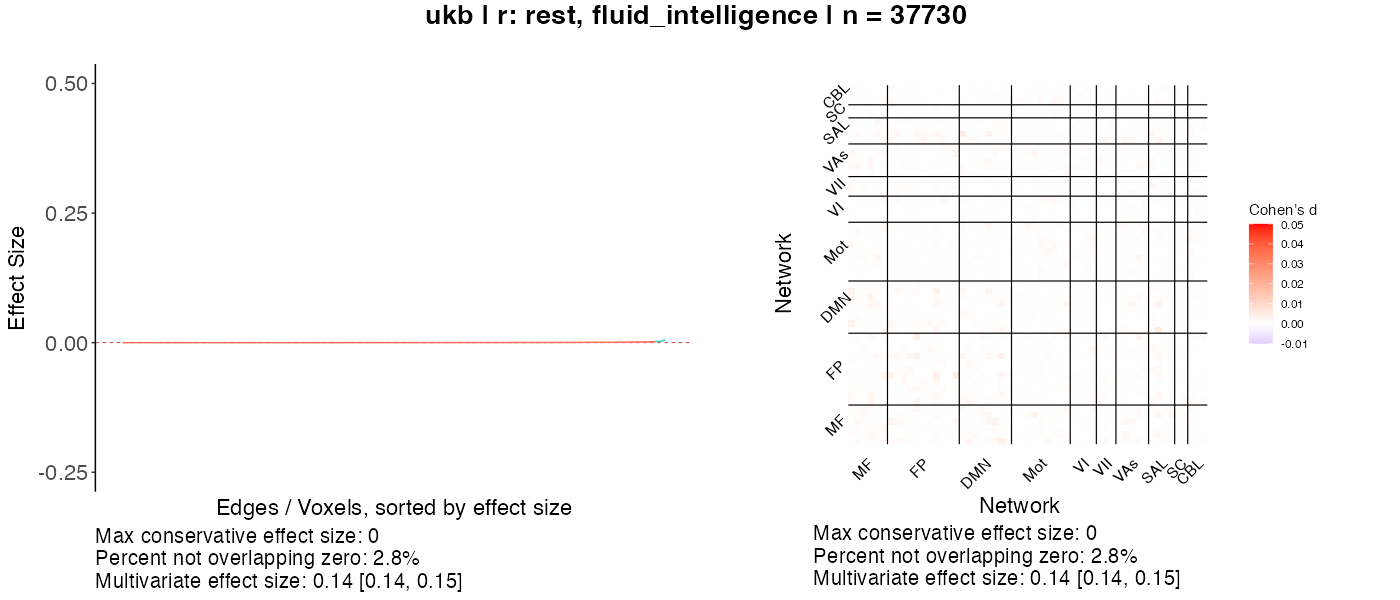 ukb | r: rest, fluid_intelligence | n = 37730
0.50
0.25
0.00
-0.25
Effect Size
Edges / Voxels, sorted by effect size
Max conservative effect size: 0
Percent not overlapping zero: 2.8%
Multivariate effect size: 0.14 [0.14, 0.15]
CBL
SC
SAL
VAs
VII
VI
Mot
DMN
FP
MF
Network
MF
FP
DMN
Mot
VI
VII
VAs
SAL
SC
CBL
Network
Max conservative effect size: 0
Percent not overlapping zero: 2.8%
Multivariate effect size: 0.14 [0.14, 0.15]
Cohen's d
0.05
0.04
0.03
0.02
0.01
0.00
-0.01